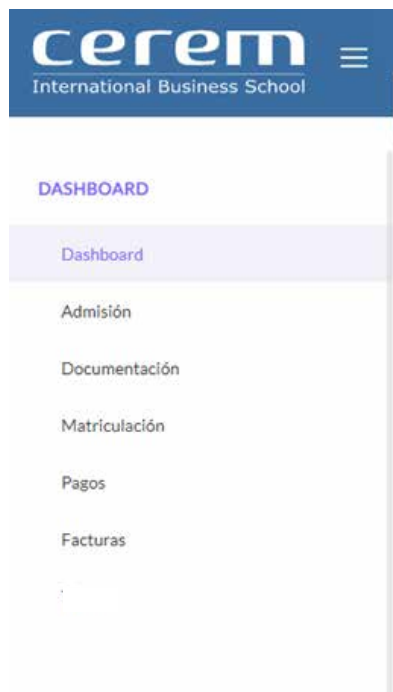 cerem
International Business School
DASHBOARD
Dashboard
Admisión
Documentación
Matriculación
Pagos
Facturas